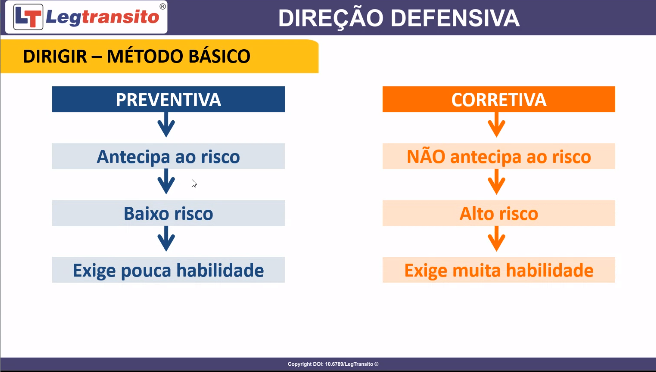 LT Legtransito®
DIREÇÃO DEFENSIVA
DIRIGIR – MÉTODO BÁSICO
PREVENTIVA
Antecipa ao risco
Baixo risco
Exige pouca habilidade
CORRETIVA
NÃO antecipa ao risco
Alto risco
Exige muita habilidade
Copyright DOI: 10.6789/LegTransito ©